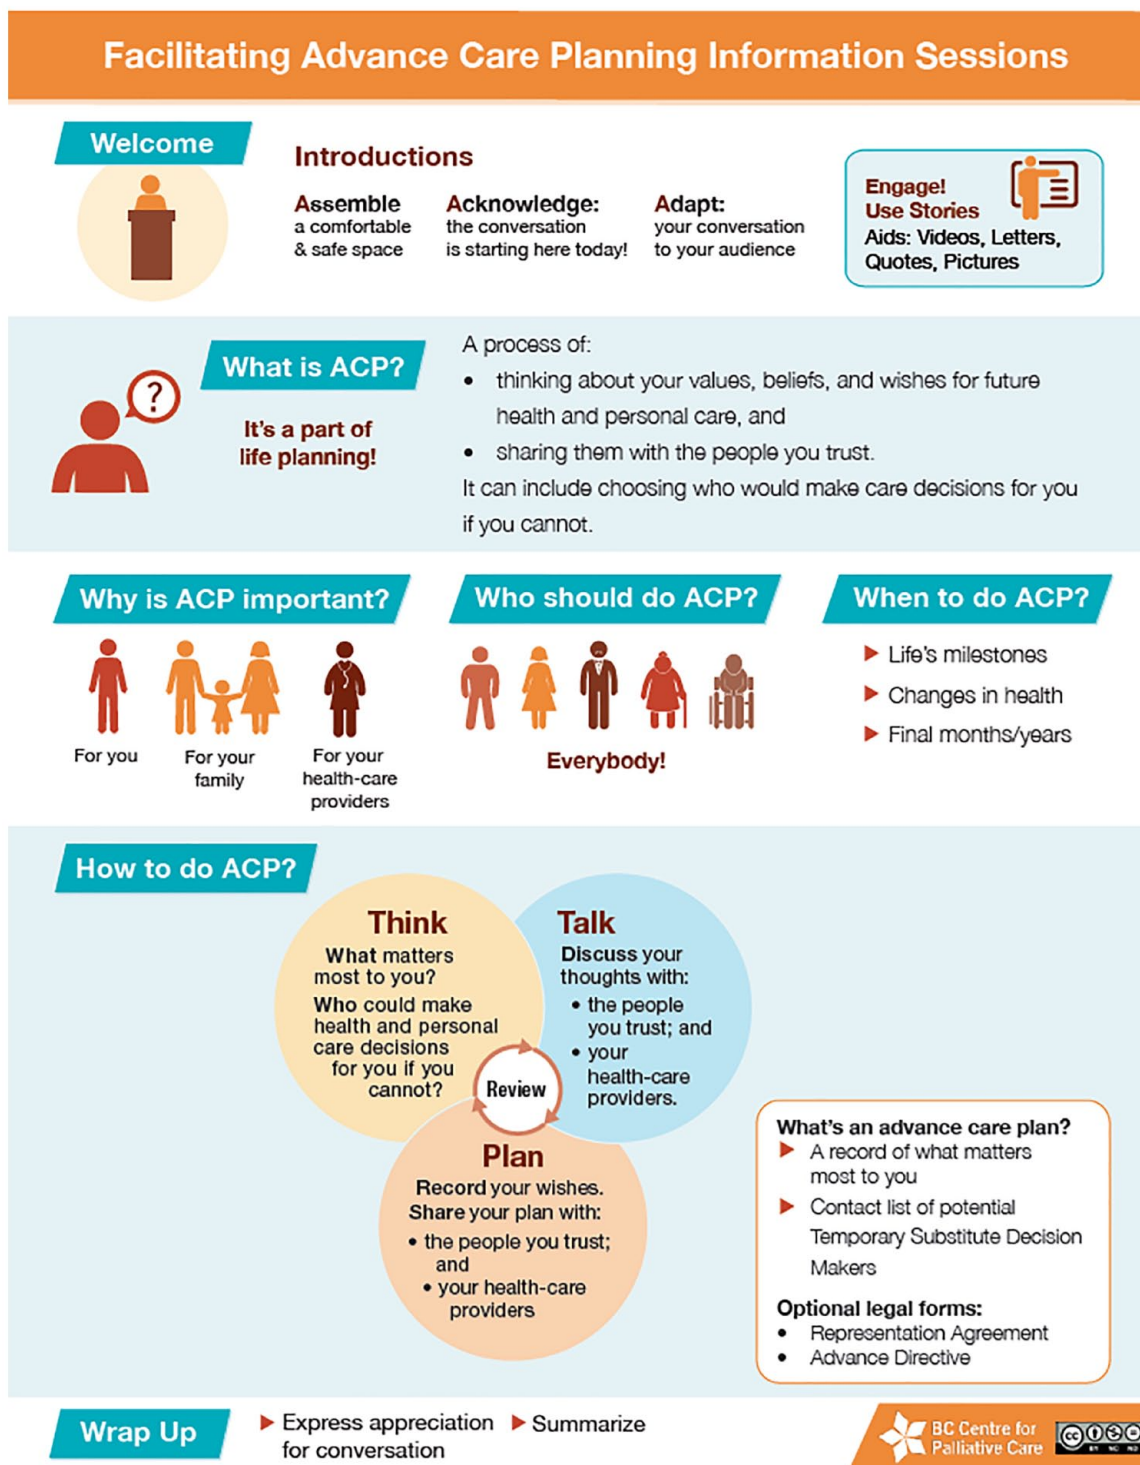 Facilitating Advance Care Planning Information Sessions
Welcome
Introductions
Assemble
a comfortable
& safe space
Acknowledge:
the conversation
is starting here today!
Adapt:
your conversation
to your audience
Engage!
Use Stories
Aids: Videos, Letters,
Quotes, Pictures
?
What is ACP?
It's a part of
life planning!
A process of:
• thinking about your values, beliefs, and wishes for future
health and personal care, and
• sharing them with the people you trust.
It can include choosing who would make care decisions for you
if you cannot.
Why is ACP important?
For you
For your
family
For your
health-care
providers
Who should do ACP?
Everybody!
When to do ACP?
Life's milestones
Changes in health
Final months/years
How to do ACP?
Think
What matters
most to you?
Who could make
health and personal
care decisions
for you if you
cannot?
Talk
Discuss your
thoughts with:
• the people
you trust; and
• your
health-care
providers.
Review
Plan
Record your wishes.
Share your plan with:
• the people you trust;
and
• your health-care
providers
What's an advance care plan?
A record of what matters
most to you
Contact list of potential
Temporary Substitute Decision
Makers
Optional legal forms:
• Representation Agreement
• Advance Directive
Wrap Up
Express appreciation
for conversation
Summarize
BC Centre for
Palliative Care
cc
BY NC ND